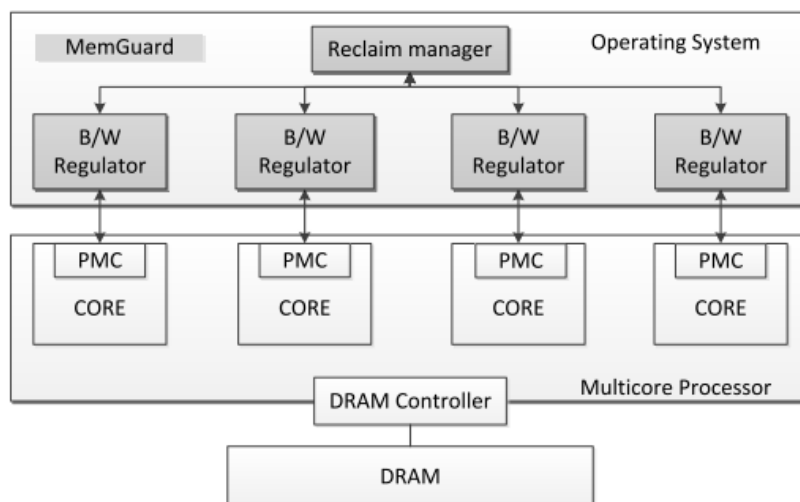 MemGuard
Reclaim manager
Operating System
B/W
Regulator
B/W
Regulator
B/W
Regulator
B/W
Regulator
PMC
CORE
PMC
CORE
PMC
CORE
PMC
CORE
Multicore Processor
DRAM Controller
DRAM